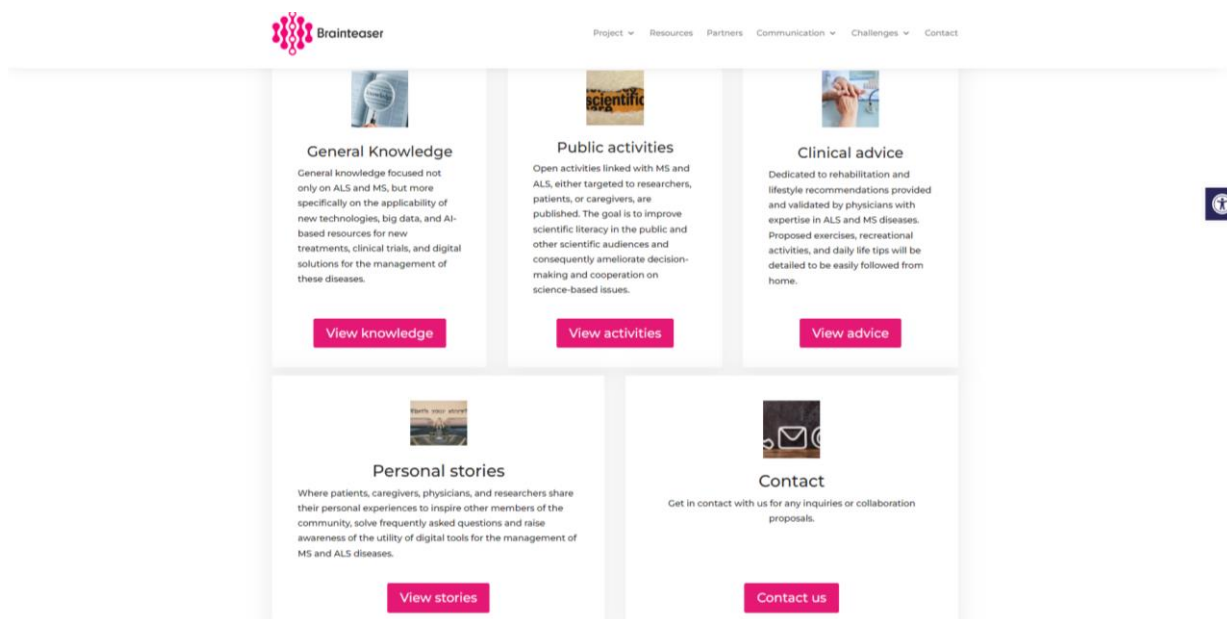 Brainteaser
Project
Resources
Partners
Communication
Challenges
Contact
scientific
General Knowledge
General knowledge focused not
only on ALS and MS, but more
specifically on the applicability of
new technologies, big data, and AI-
based resources for new
treatments, clinical trials, and digital
solutions for the management of
these diseases.
View knowledge
Public activities
Open activities linked with MS and
ALS, either targeted to researchers,
patients, or caregivers, are
published. The goal is to improve
scientific literacy in the public and
other scientific audiences and
consequently ameliorate decision-
making and cooperation on
science-based issues.
View activities
Clinical advice
Dedicated to rehabilitation and
lifestyle recommendations provided
and validated by physicians with
expertise in ALS and MS diseases.
Proposed exercises, recreational
activities, and daily life tips will be
detailed to be easily followed from
home.
View advice
Personal stories
Where patients, caregivers, physicians, and researchers share
their personal experiences to inspire other members of the
community, solve frequently asked questions and raise
awareness of the utility of digital tools for the management of
MS and ALS diseases.
View stories
Contact
Get in contact with us for any inquiries or collaboration
proposals.
Contact us